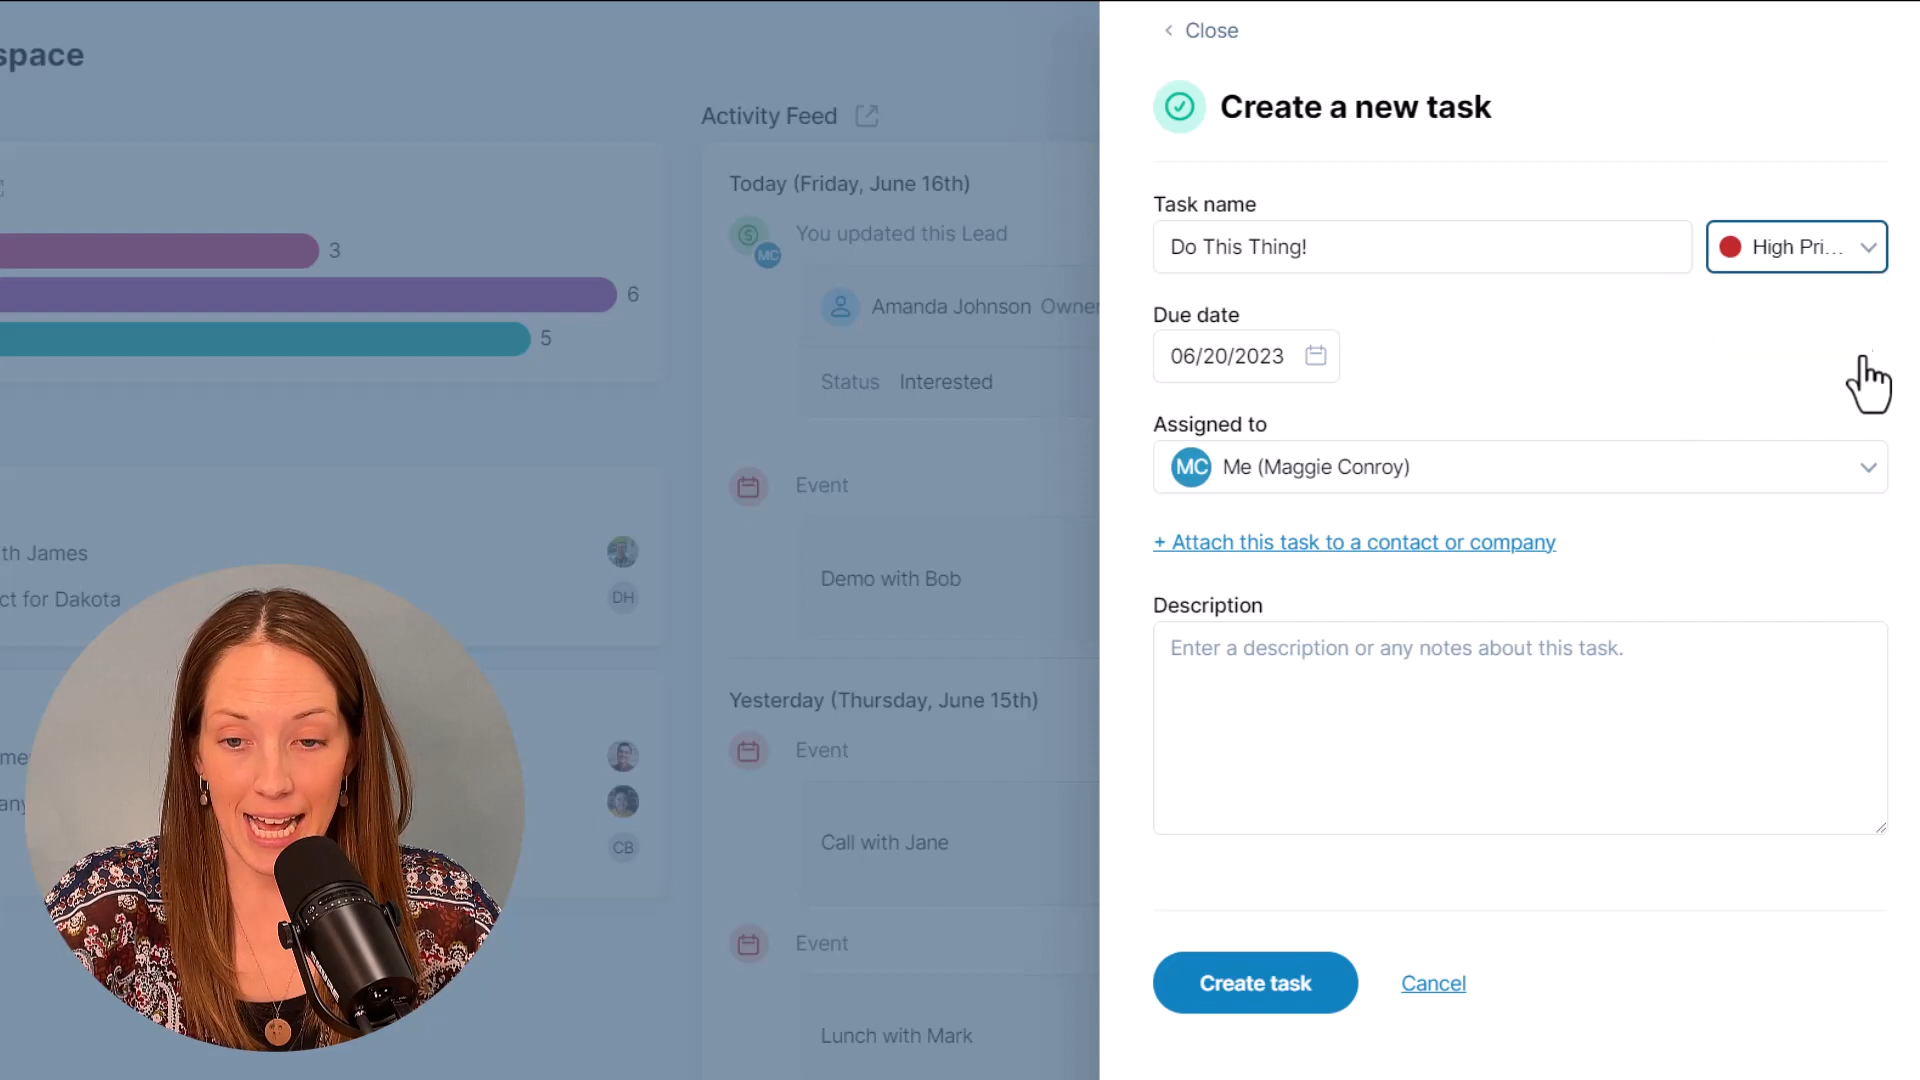 space
3
6
5
th James
ct for Dakota
DH
me
any
CB
Activity Feed
Today (Friday, June 16th)
You updated this Lead
MC
Amanda Johnson Owner
Status Interested
Event
Demo with Bob
Yesterday (Thursday, June 15th)
Event
Call with Jane
Event
Lunch with Mark
Close
Create a new task
Task name
Do This Thing!
High Pri...
Due date
06/20/2023
Assigned to
MC Me (Maggie Conroy)
+ Attach this task to a contact or company
Description
Enter a description or any notes about this task.
Create task
Cancel